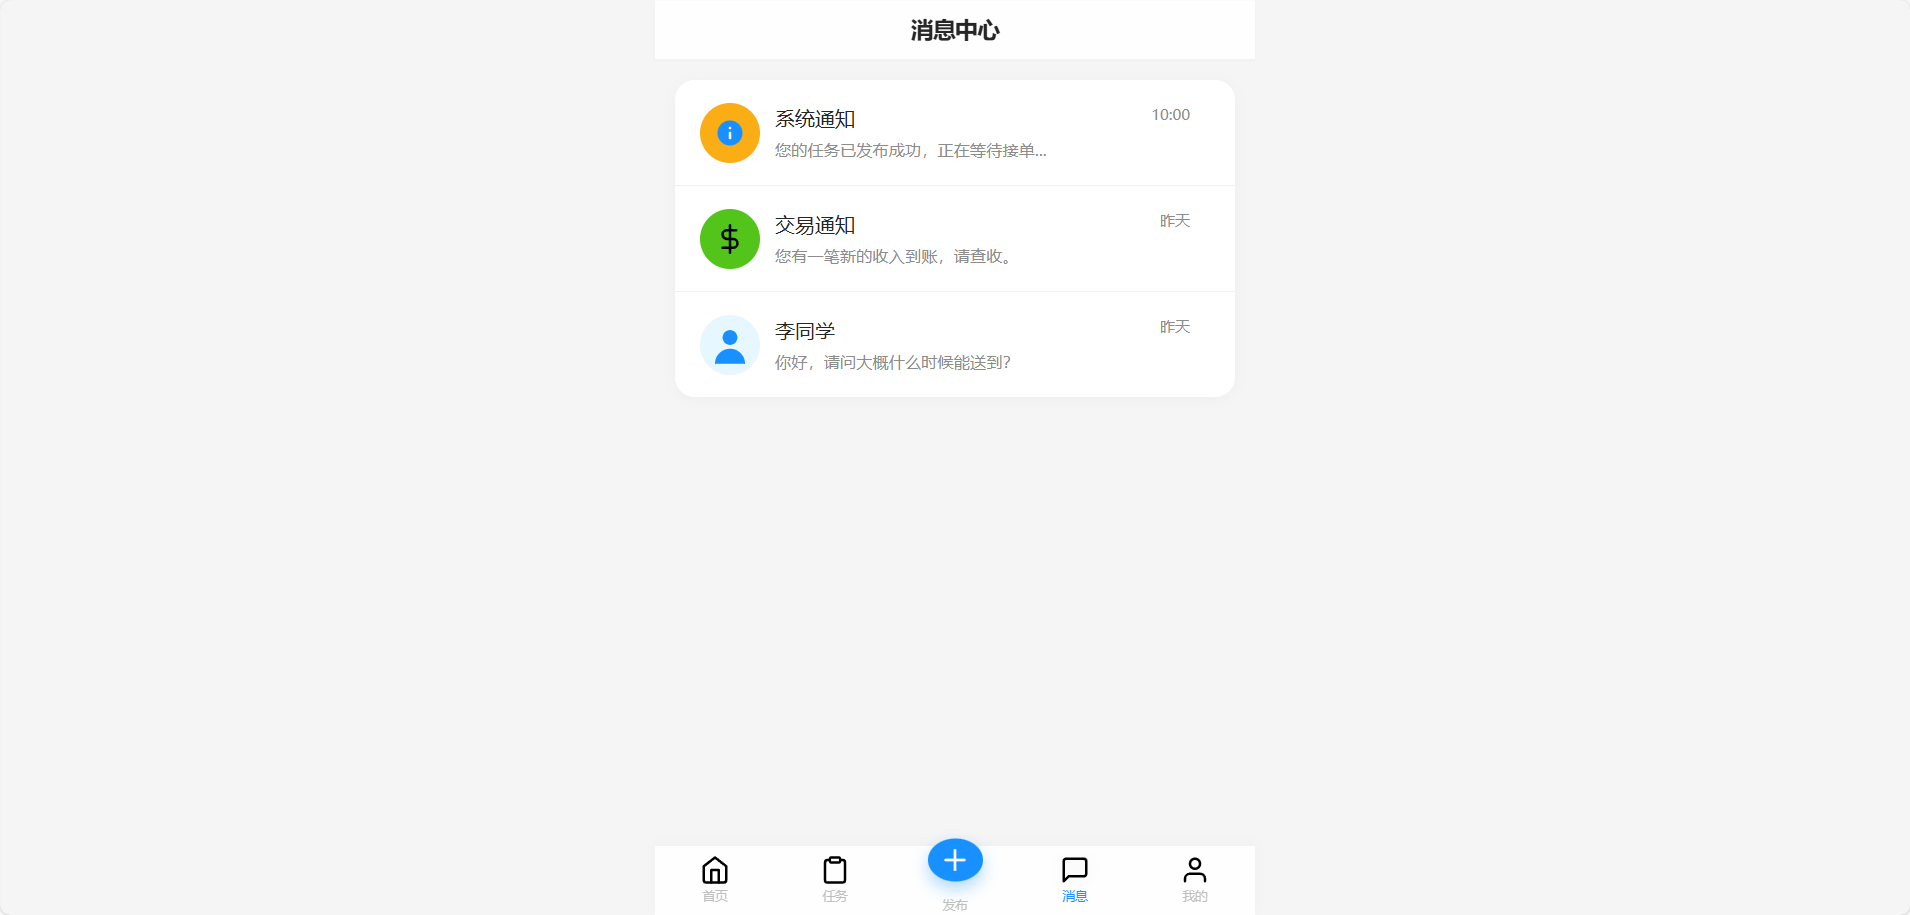 消息中心
系统通知
10:00
您的任务已发布成功，正在等待接单...
交易通知
昨天
您有一笔新的收入到账，请查收。
李同学
昨天
你好，请问大概什么时候能送到？
首页
任务
发布
消息
我的